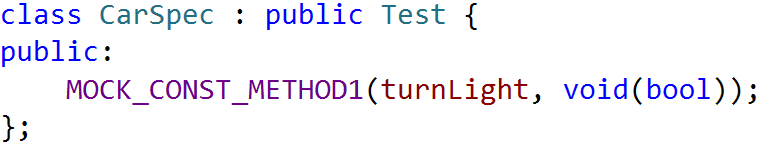 class CarSpec : public Test {
public:
    MOCK_CONST_METHOD1(turnLight, void(bool));
};